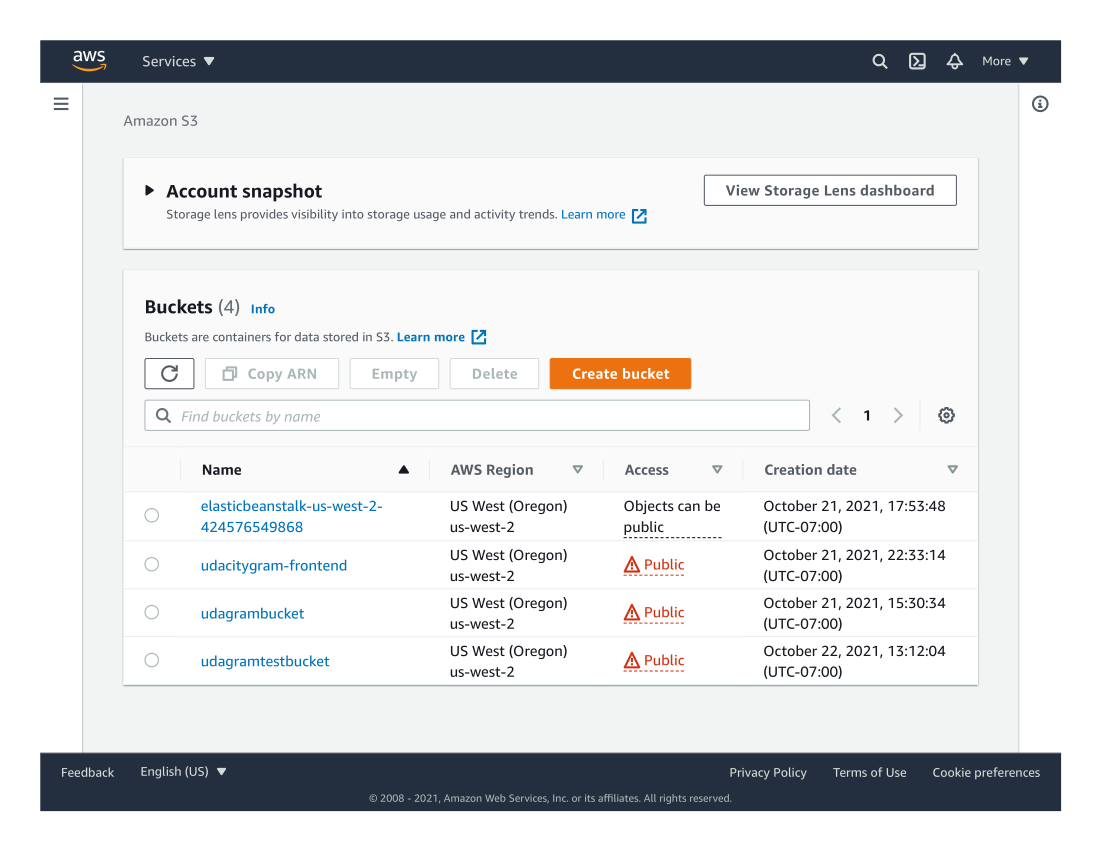 aws Services More
Amazon S3
Account snapshot View Storage Lens dashboard
Storage lens provides visibility into storage usage and activity trends. Learn more
Buckets (4) Info
Buckets are containers for data stored in S3. Learn more
Copy ARN Empty Delete Create bucket
Find buckets by name 1
Name AWS Region Access Creation date
elasticbeanstalk-us-west-2- US West (Oregon) Objects can be October 21, 2021, 17:53:48
424576549868 us-west-2 public (UTC-07:00)
US West (Oregon) October 21, 2021, 22:33:14
udacitygram-frontend Public
us-west-2 (UTC-07:00)
US West (Oregon) October 21, 2021, 15:30:34
udagrambucket Public
us-west-2 (UTC-07:00)
US West (Oregon) October 22, 2021, 13:12:04
udagramtestbucket Public
us-west-2 (UTC-07:00)
Feedback English (US) Privacy Policy Terms of Use Cookie preferences
© 2008 - 2021, Amazon Web Services, Inc. or its affiliates. All rights reserved.